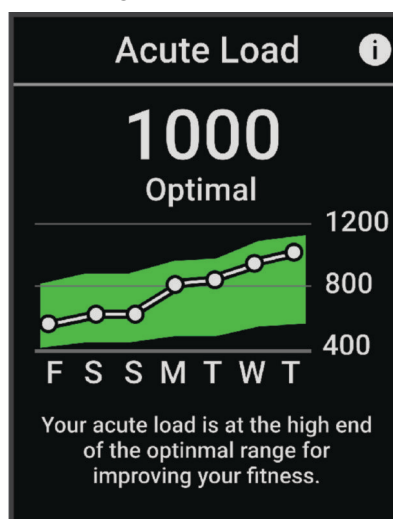 Acute Load i
1000
Optimal
1200
800
400
F S S M T W T
Your acute load is at the high end
of the optinmal range for
improving your fitness.